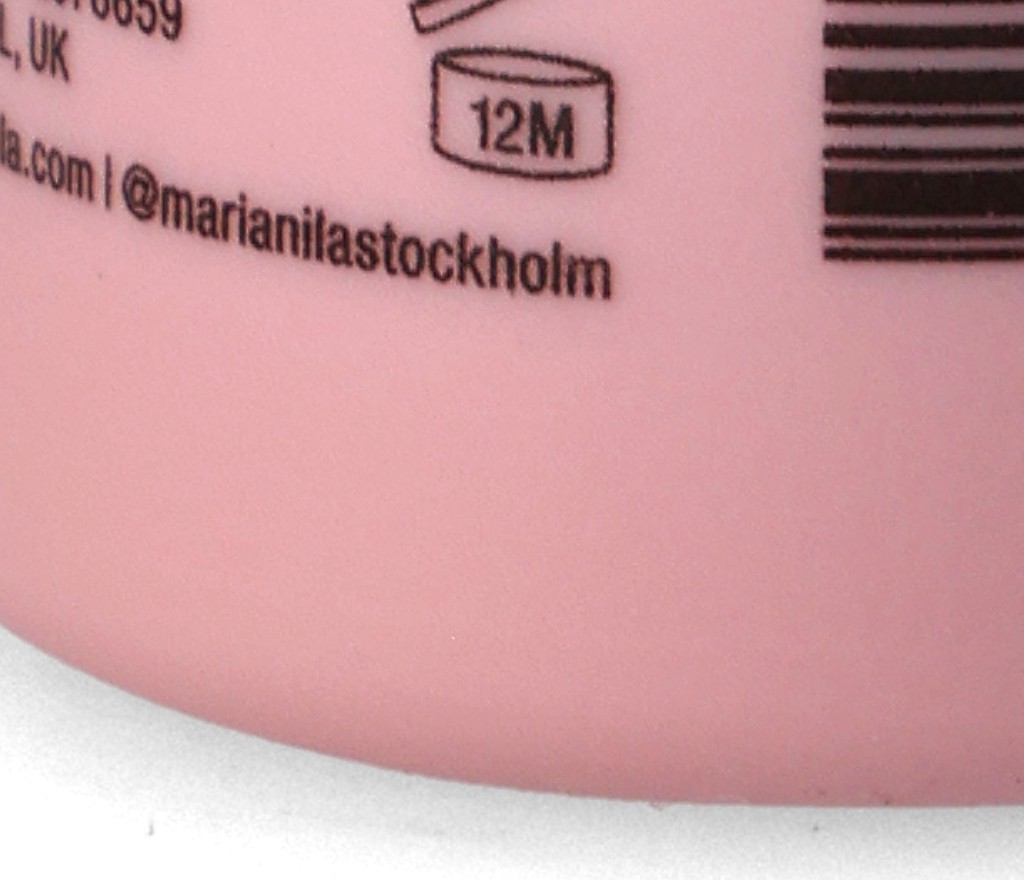 L, UK
12M
la.com | @marianilastockholm